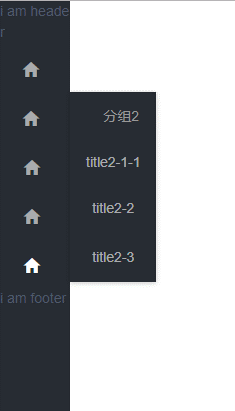 i am heade
r
分组2
title2-1-1
title2-2
title2-3
i am footer